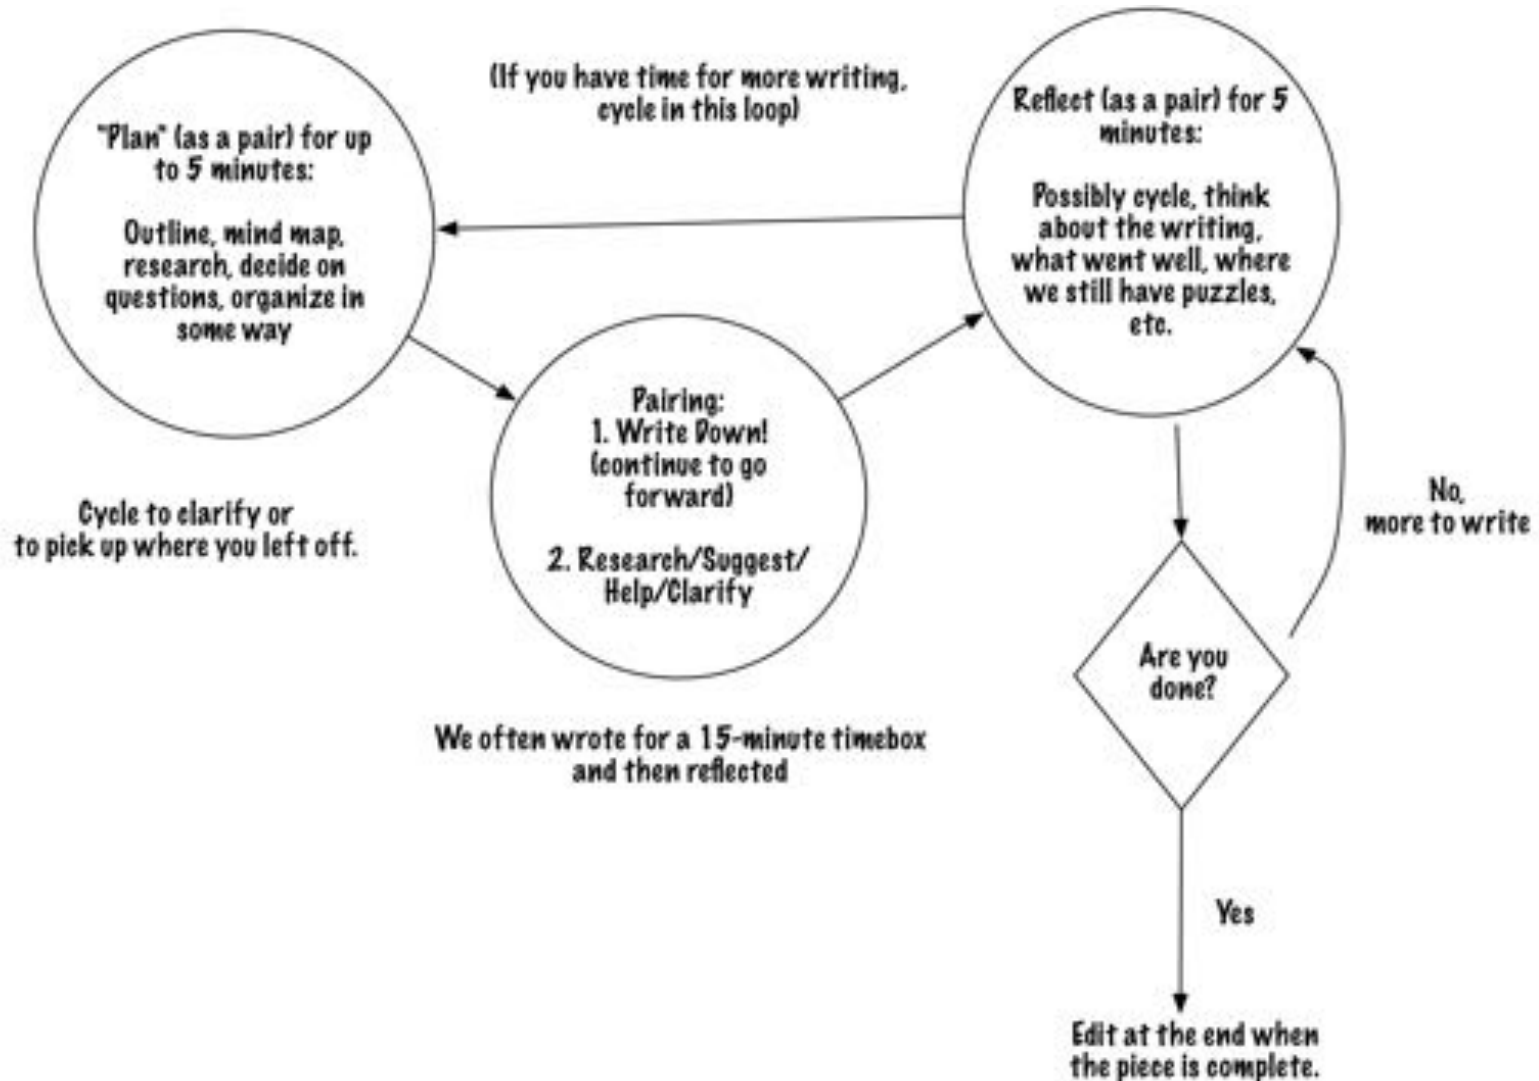 "Plan" (as a pair) for up
to 5 minutes:
Outline, mind map,
research, decide on
questions, organize in
some way
Cycle to clarify or
to pick up where you left off.
(If you have time for more writing,
cycle in this loop)
Pairing:
1. Write Down!
(continue to go
forward)
2. Research/Suggest/
Help/Clarify
We often wrote for a 15-minute timebox
and then reflected
Reflect (as a pair) for 5
minutes:
Possibly cycle, think
about the writing,
what went well, where
we still have puzzles,
etc.
No,
more to write
Are you
done?
Yes
Edit at the end when
the piece is complete.